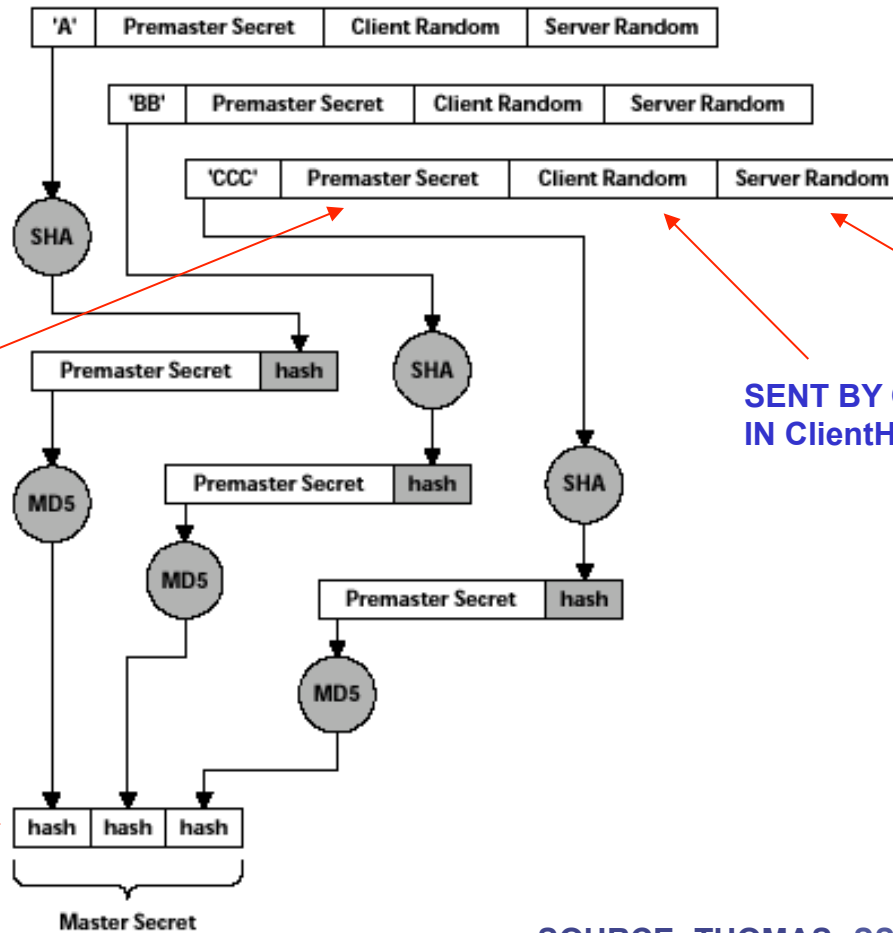 'A' Premaster Secret Client Random Server Random
'BB' Premaster Secret Client Random Server Random
'CCC' Premaster Secret Client Random Server Random
SHA
Premaster Secret hash
SHA
SENT BY
IN
MD5
Premaster Secret hash
SHA
MD5
Premaster Secret hash
MD5
hash hash hash
Master Secret
SOURCE THOMAS